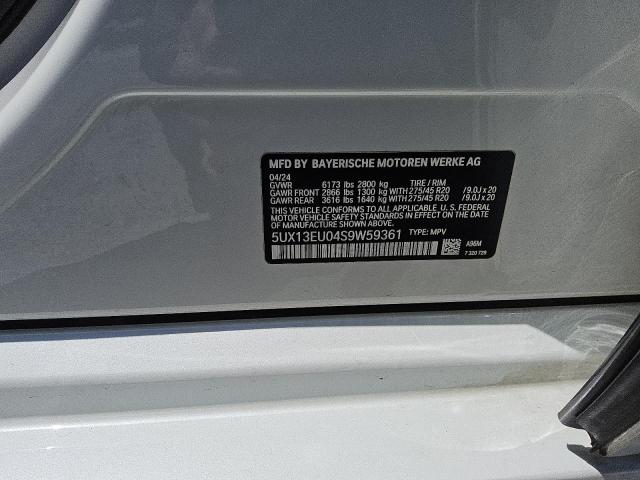 MFD BY BAYERISCHE MOTOREN WERKE AG
04/24
GVWR 6173 lbs 2800 kg TIRE / RIM
GAWR FRONT 2866 lbs 1300 kg WITH 275/45 R20 /9.0J x 20
GAWR REAR 3616 lbs 1640 kg WITH 275/45 R20 /9.0J x 20
THIS VEHICLE CONFORMS TO ALL APPLICABLE U.S. FEDERAL
MOTOR VEHICLE SAFETY STANDARDS IN EFFECT ON THE DATE
OF MANUFACTURE SHOWN ABOVE.
5UX13EU04S9W59361 TYPE: MPV
A96M
7 320 729